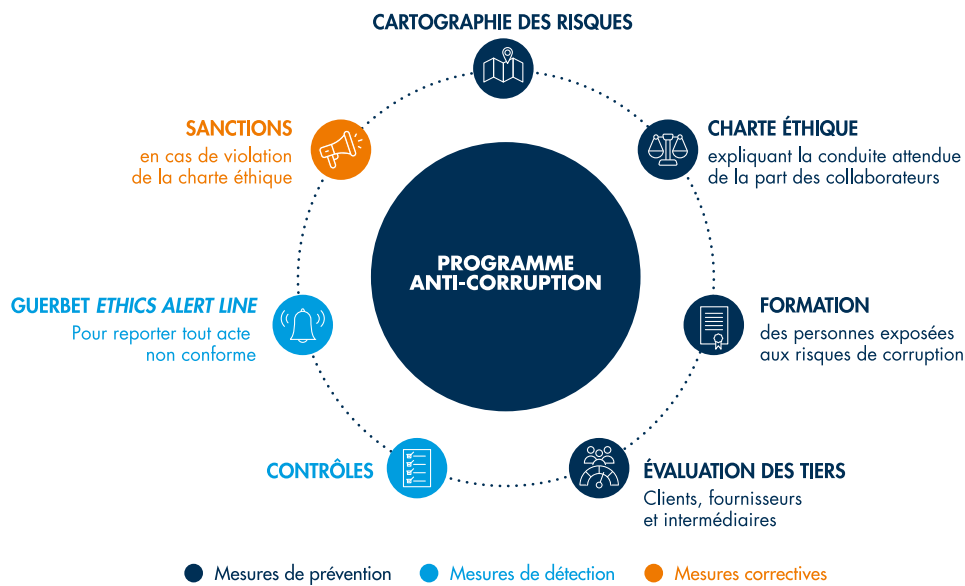 CARTOGRAPHIE DES RISQUES
CHARTE ÉTHIQUE
expliquant la conduite attendue
de la part des collaborateurs
FORMATION
des personnes exposées
aux risques de corruption
ÉVALUATION DES TIERS
Clients, fournisseurs
et intermédiaires
CONTRÔLES
GUERBET ETHICS ALERT LINE
Pour reporter tout acte
non conforme
SANCTIONS
en cas de violation
de la charte éthique
PROGRAMME
ANTI-CORRUPTION
Mesures de prévention
Mesures de détection
Mesures correctives